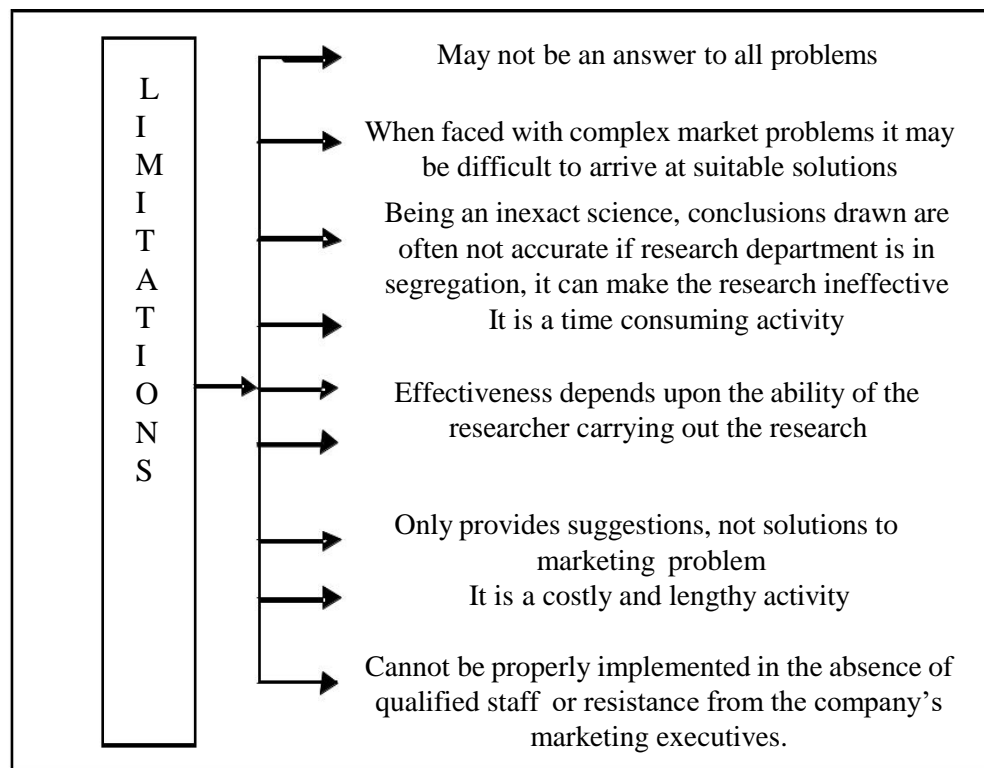 LIMITATIONS
May not be an answer to all problems
When faced with complex market problems it may
be difficult to arrive at suitable solutions
Being an inexact science, conclusions drawn are
often not accurate if research department is in
segregation, it can make the research ineffective
It is a time consuming activity
Effectiveness depends upon the ability of the
researcher carrying out the research
Only provides suggestions, not solutions to
marketing problem
It is a costly and lengthy activity
Cannot be properly implemented in the absence of
qualified staff or resistance from the company’s
marketing executives.